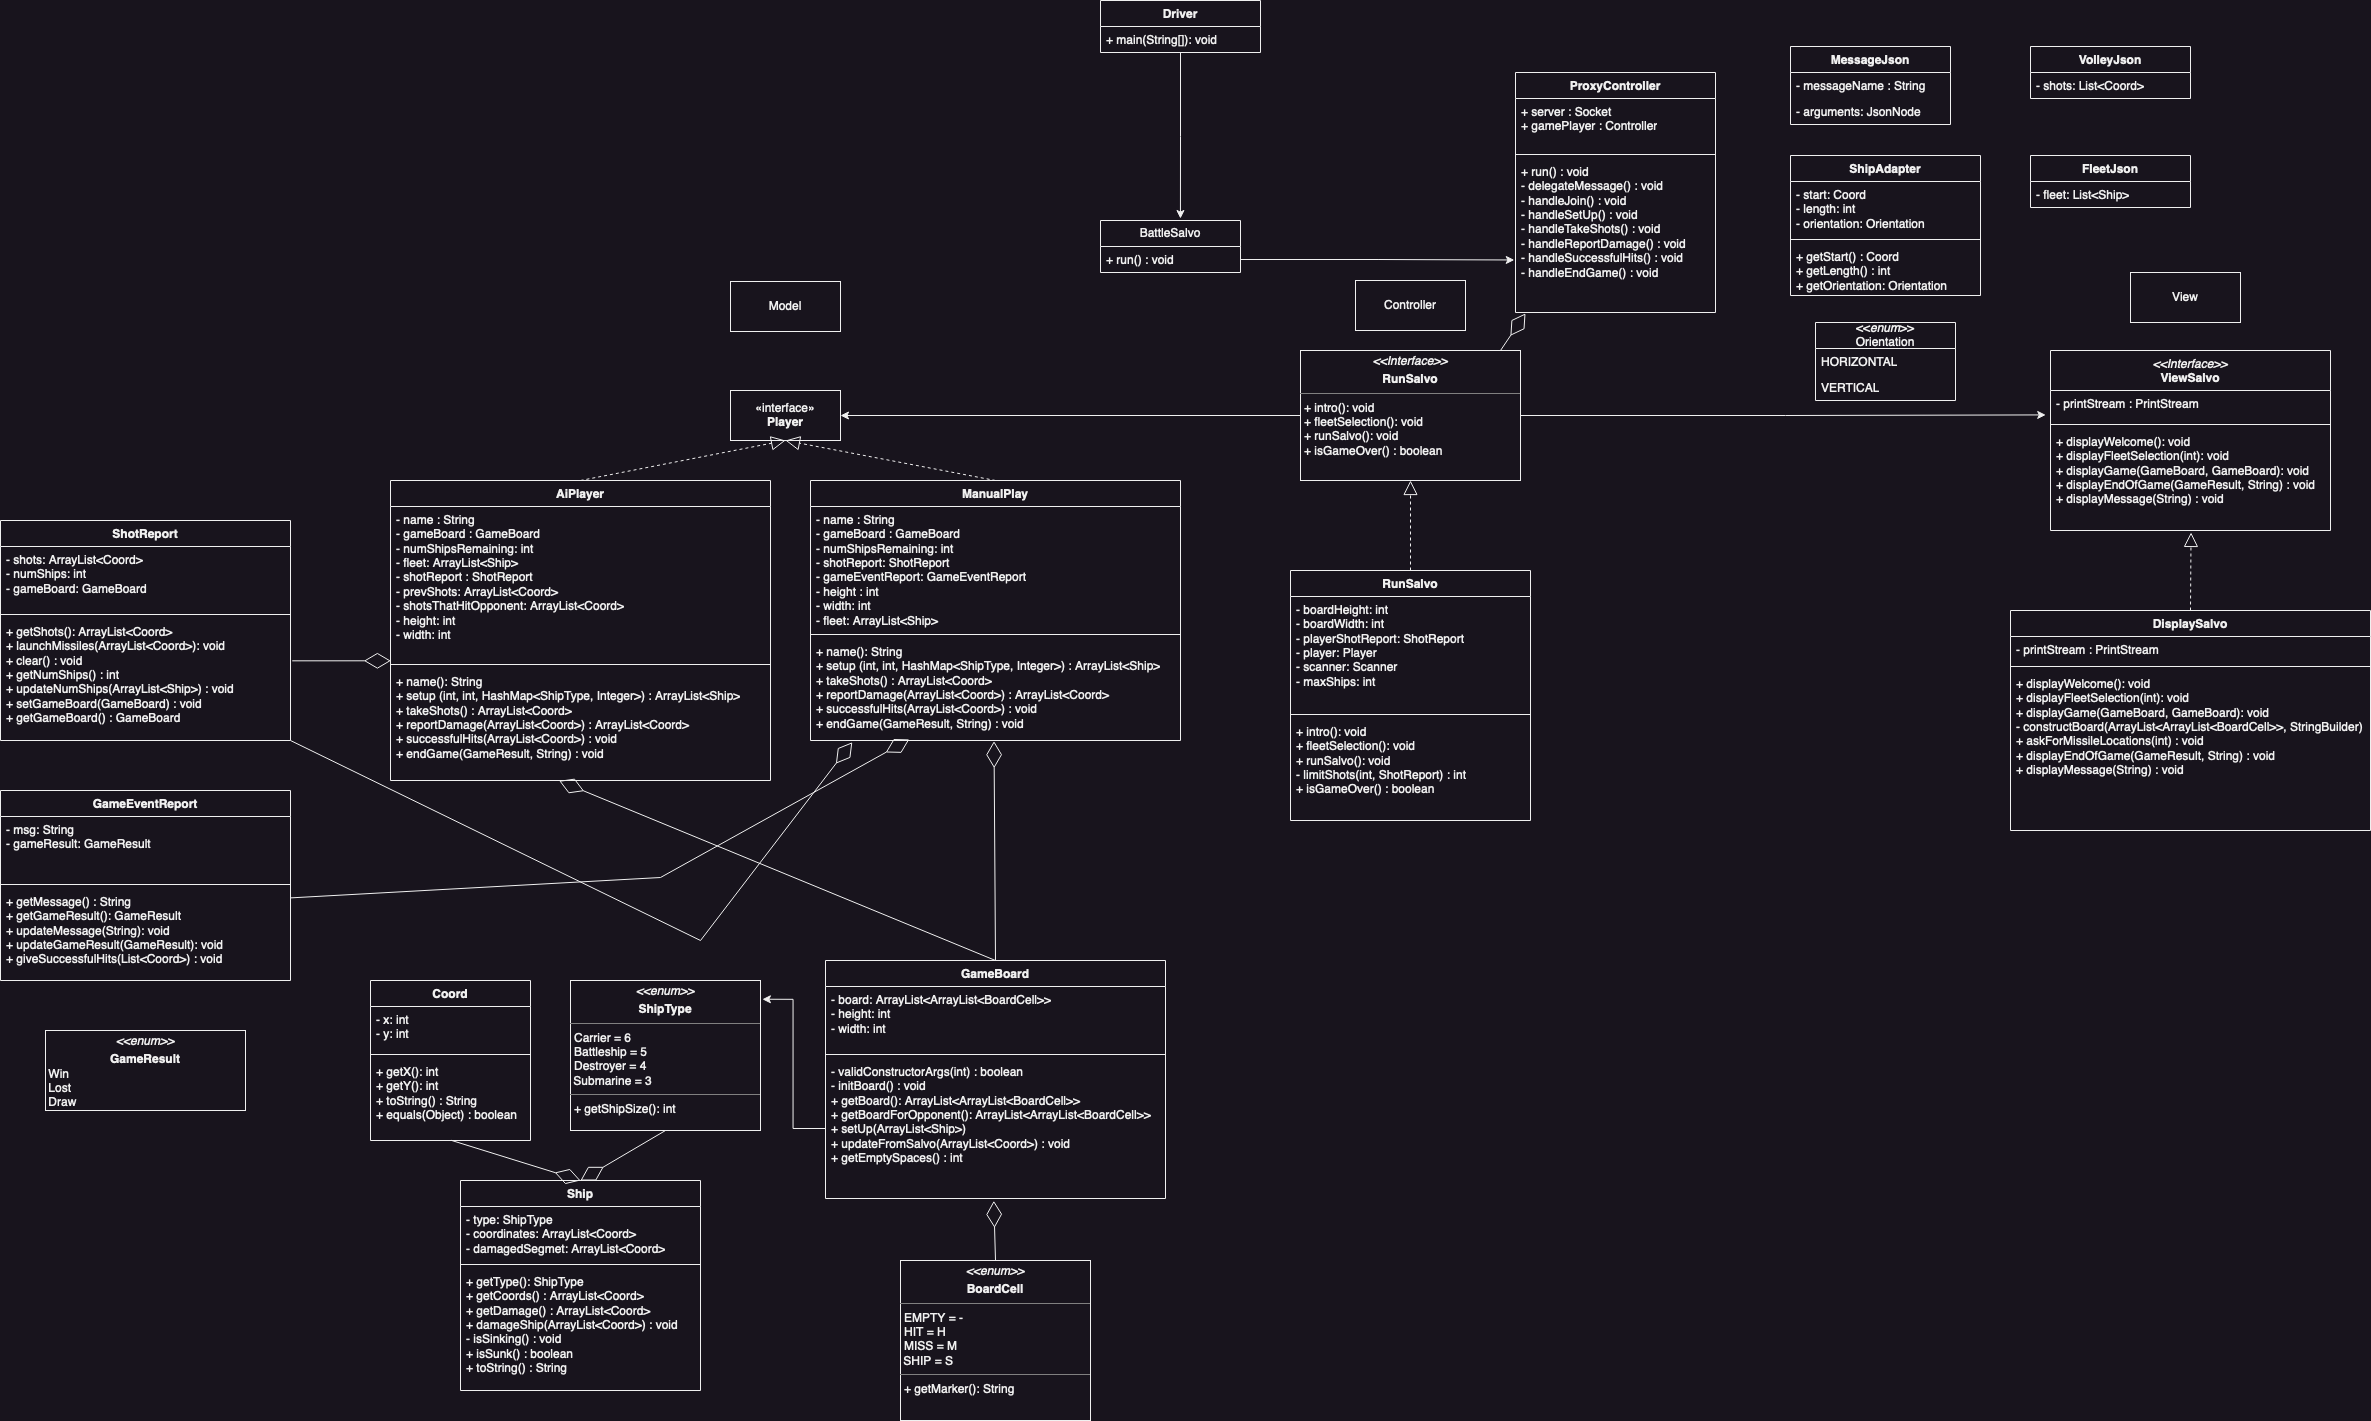 Driver
+ main(String[]): void
BattleSalvo
+ run() : void
ProxyController
+ server : Socket
+ gamePlayer : Controller
+ run() : void
- delegateMessage() : void
- handleJoin() : void
- handleSetUp() : void
- handleTakeShots() : void
- handleReportDamage() : void
- handleSuccessfulHits() : void
- handleEndGame() : void
MessageJson
- messageName : String
- arguments: JsonNode
VolleyJson
- shots: List<Coord>
ShipAdapter
- start: Coord
- length: int
- orientation: Orientation
+ getStart() : Coord
+ getLength() : int
+ getOrientation: Orientation
FleetJson
- fleet: List<Ship>
<<enum>>
Orientation
HORIZONTAL
VERTICAL
Model
Controller
View
«interface»
Player
<<Interface>>
RunSalvo
+ intro(): void
+ fleetSelection(): void
+ runSalvo(): void
+ isGameOver() : boolean
<<Interface>>
ViewSalvo
- printStream : PrintStream
+ displayWelcome(): void
+ displayFleetSelection(int): void
+ displayGame(GameBoard, GameBoard): void
+ displayEndOfGame(GameResult, String) : void
+ displayMessage(String) : void
ShotReport
- shots: ArrayList<Coord>
- numShips: int
- gameBoard: GameBoard
+ getShots(): ArrayList<Coord>
+ launchMissiles(ArrayList<Coord>): void
+ clear() : void
+ getNumShips() : int
+ updateNumShips(ArrayList<Ship>) : void
+ setGameBoard(GameBoard) : void
+ getGameBoard() : GameBoard
AiPlayer
- name : String
- gameBoard : GameBoard
- numShipsRemaining: int
- fleet: ArrayList<Ship>
- shotReport : ShotReport
- prevShots: ArrayList<Coord>
- shotsThatHitOpponent: ArrayList<Coord>
- height: int
- width: int
+ name(): String
+ setup (int, int, HashMap<ShipType, Integer>) : ArrayList<Ship>
+ takeShots() : ArrayList<Coord>
+ reportDamage(ArrayList<Coord>) : ArrayList<Coord>
+ successfulHits(ArrayList<Coord>) : void
+ endGame(GameResult, String) : void
ManualPlay
- name : String
- gameBoard : GameBoard
- numShipsRemaining: int
- shotReport: ShotReport
- gameEventReport: GameEventReport
- height : int
- width: int
- fleet: ArrayList<Ship>
+ name(): String
+ setup (int, int, HashMap<ShipType, Integer>) : ArrayList<Ship>
+ takeShots() : ArrayList<Coord>
+ reportDamage(ArrayList<Coord>) : ArrayList<Coord>
+ successfulHits(ArrayList<Coord>) : void
+ endGame(GameResult, String) : void
RunSalvo
- boardHeight: int
- boardWidth: int
- playerShotReport: ShotReport
- player: Player
- scanner: Scanner
- maxShips: int
+ intro(): void
+ fleetSelection(): void
+ runSalvo(): void
- limitShots(int, ShotReport) : int
+ isGameOver() : boolean
DisplaySalvo
- printStream : PrintStream
+ displayWelcome(): void
+ displayFleetSelection(int): void
+ displayGame(GameBoard, GameBoard): void
- constructBoard(ArrayList<ArrayList<BoardCell>>, StringBuilder)
+ askForMissileLocations(int) : void
+ displayEndOfGame(GameResult, String) : void
+ displayMessage(String) : void
GameEventReport
- msg: String
- gameResult: GameResult
+ getMessage() : String
+ getGameResult(): GameResult
+ updateMessage(String): void
+ updateGameResult(GameResult): void
+ giveSuccessfulHits(List<Coord>) : void
<<enum>>
GameResult
Win
Lost
Draw
Coord
- x: int
- y: int
+ getX(): int
+ getY(): int
+ toString() : String
+ equals(Object) : boolean
<<enum>>
ShipType
Carrier = 6
Battleship = 5
Destroyer = 4
Submarine = 3
+ getShipSize(): int
GameBoard
- board: ArrayList<ArrayList<BoardCell>>
- height: int
- width: int
- validConstructorArgs(int) : boolean
- initBoard() : void
+ getBoard(): ArrayList<ArrayList<BoardCell>>
+ getBoardForOpponent(): ArrayList<ArrayList<BoardCell>>
+ setUp(ArrayList<Ship>)
+ updateFromSalvo(ArrayList<Coord>) : void
+ getEmptySpaces() : int
Ship
- type: ShipType
- coordinates: ArrayList<Coord>
- damagedSegmet: ArrayList<Coord>
+ getType(): ShipType
+ getCoords() : ArrayList<Coord>
+ getDamage() : ArrayList<Coord>
+ damageShip(ArrayList<Coord>) : void
- isSinking() : void
+ isSunk() : boolean
+ toString() : String
<<enum>>
BoardCell
EMPTY = -
HIT = H
MISS = M
SHIP = S
+ getMarker(): String